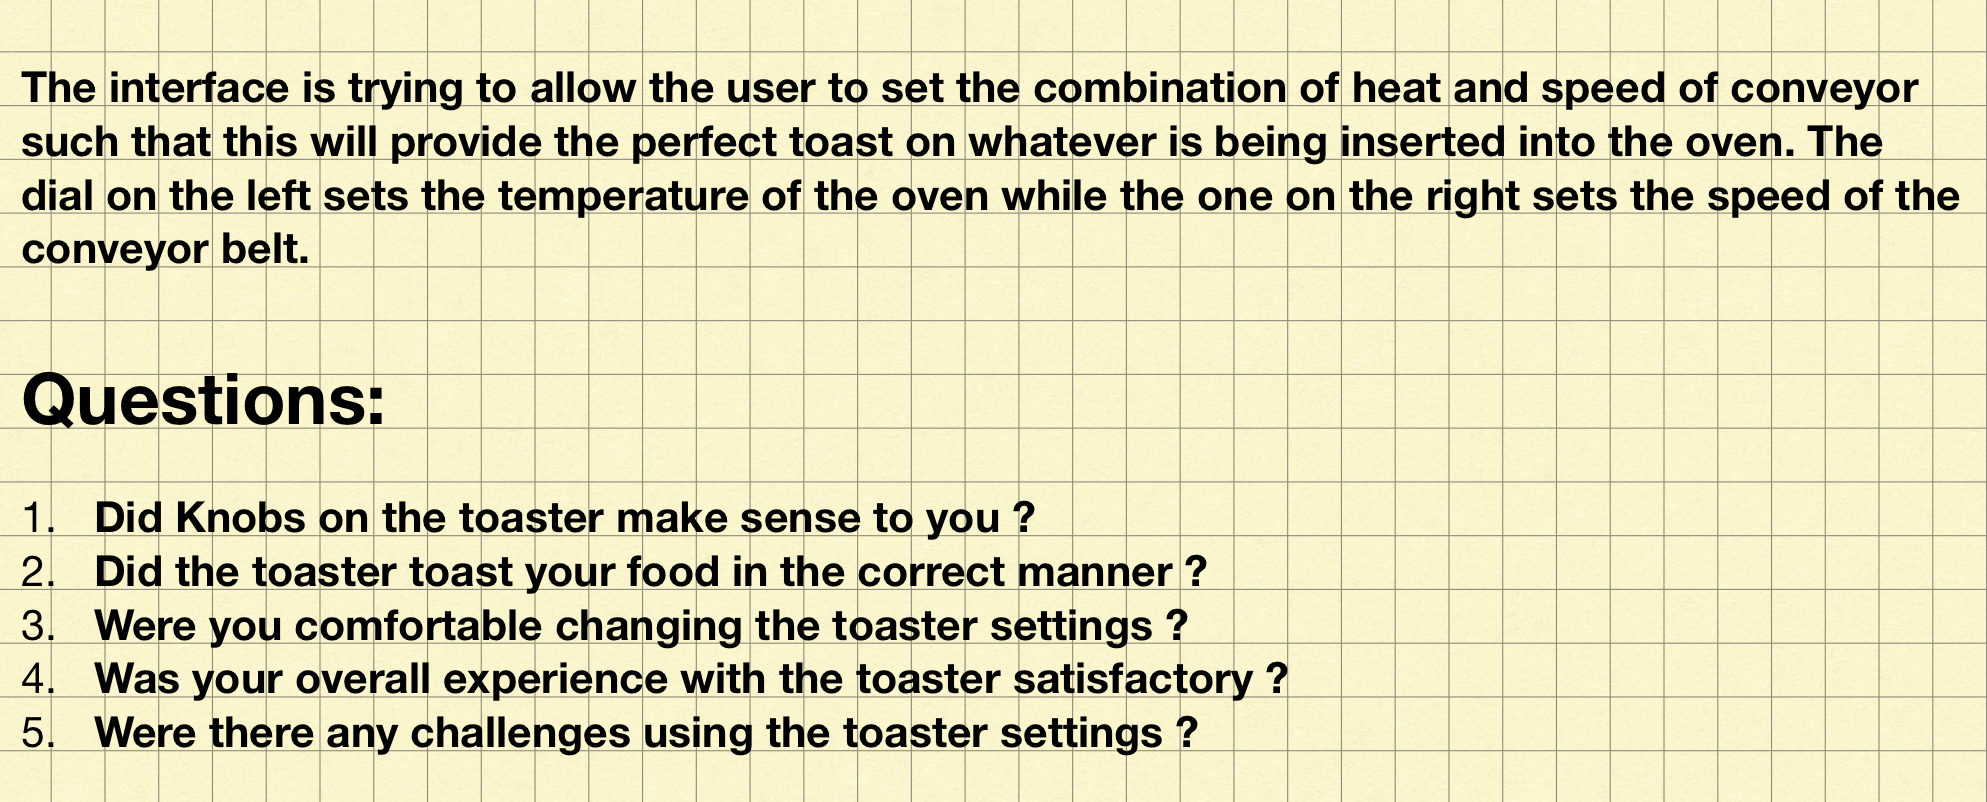 The interface is trying to allow the user to set the combination of heat and speed of conveyor
such that this will provide the perfect toast on whatever is being inserted into the oven. The
dial on the left sets the temperature of the oven while the one on the right sets the speed of the
conveyor belt.
Questions:
1. Did Knobs on the toaster make sense to you ?
2. Did the toaster toast your food in the correct manner ?
3. Were you comfortable changing the toaster settings ?
4. Was your overall experience with the toaster satisfactory ?
5. Were there any challenges using the toaster settings ?